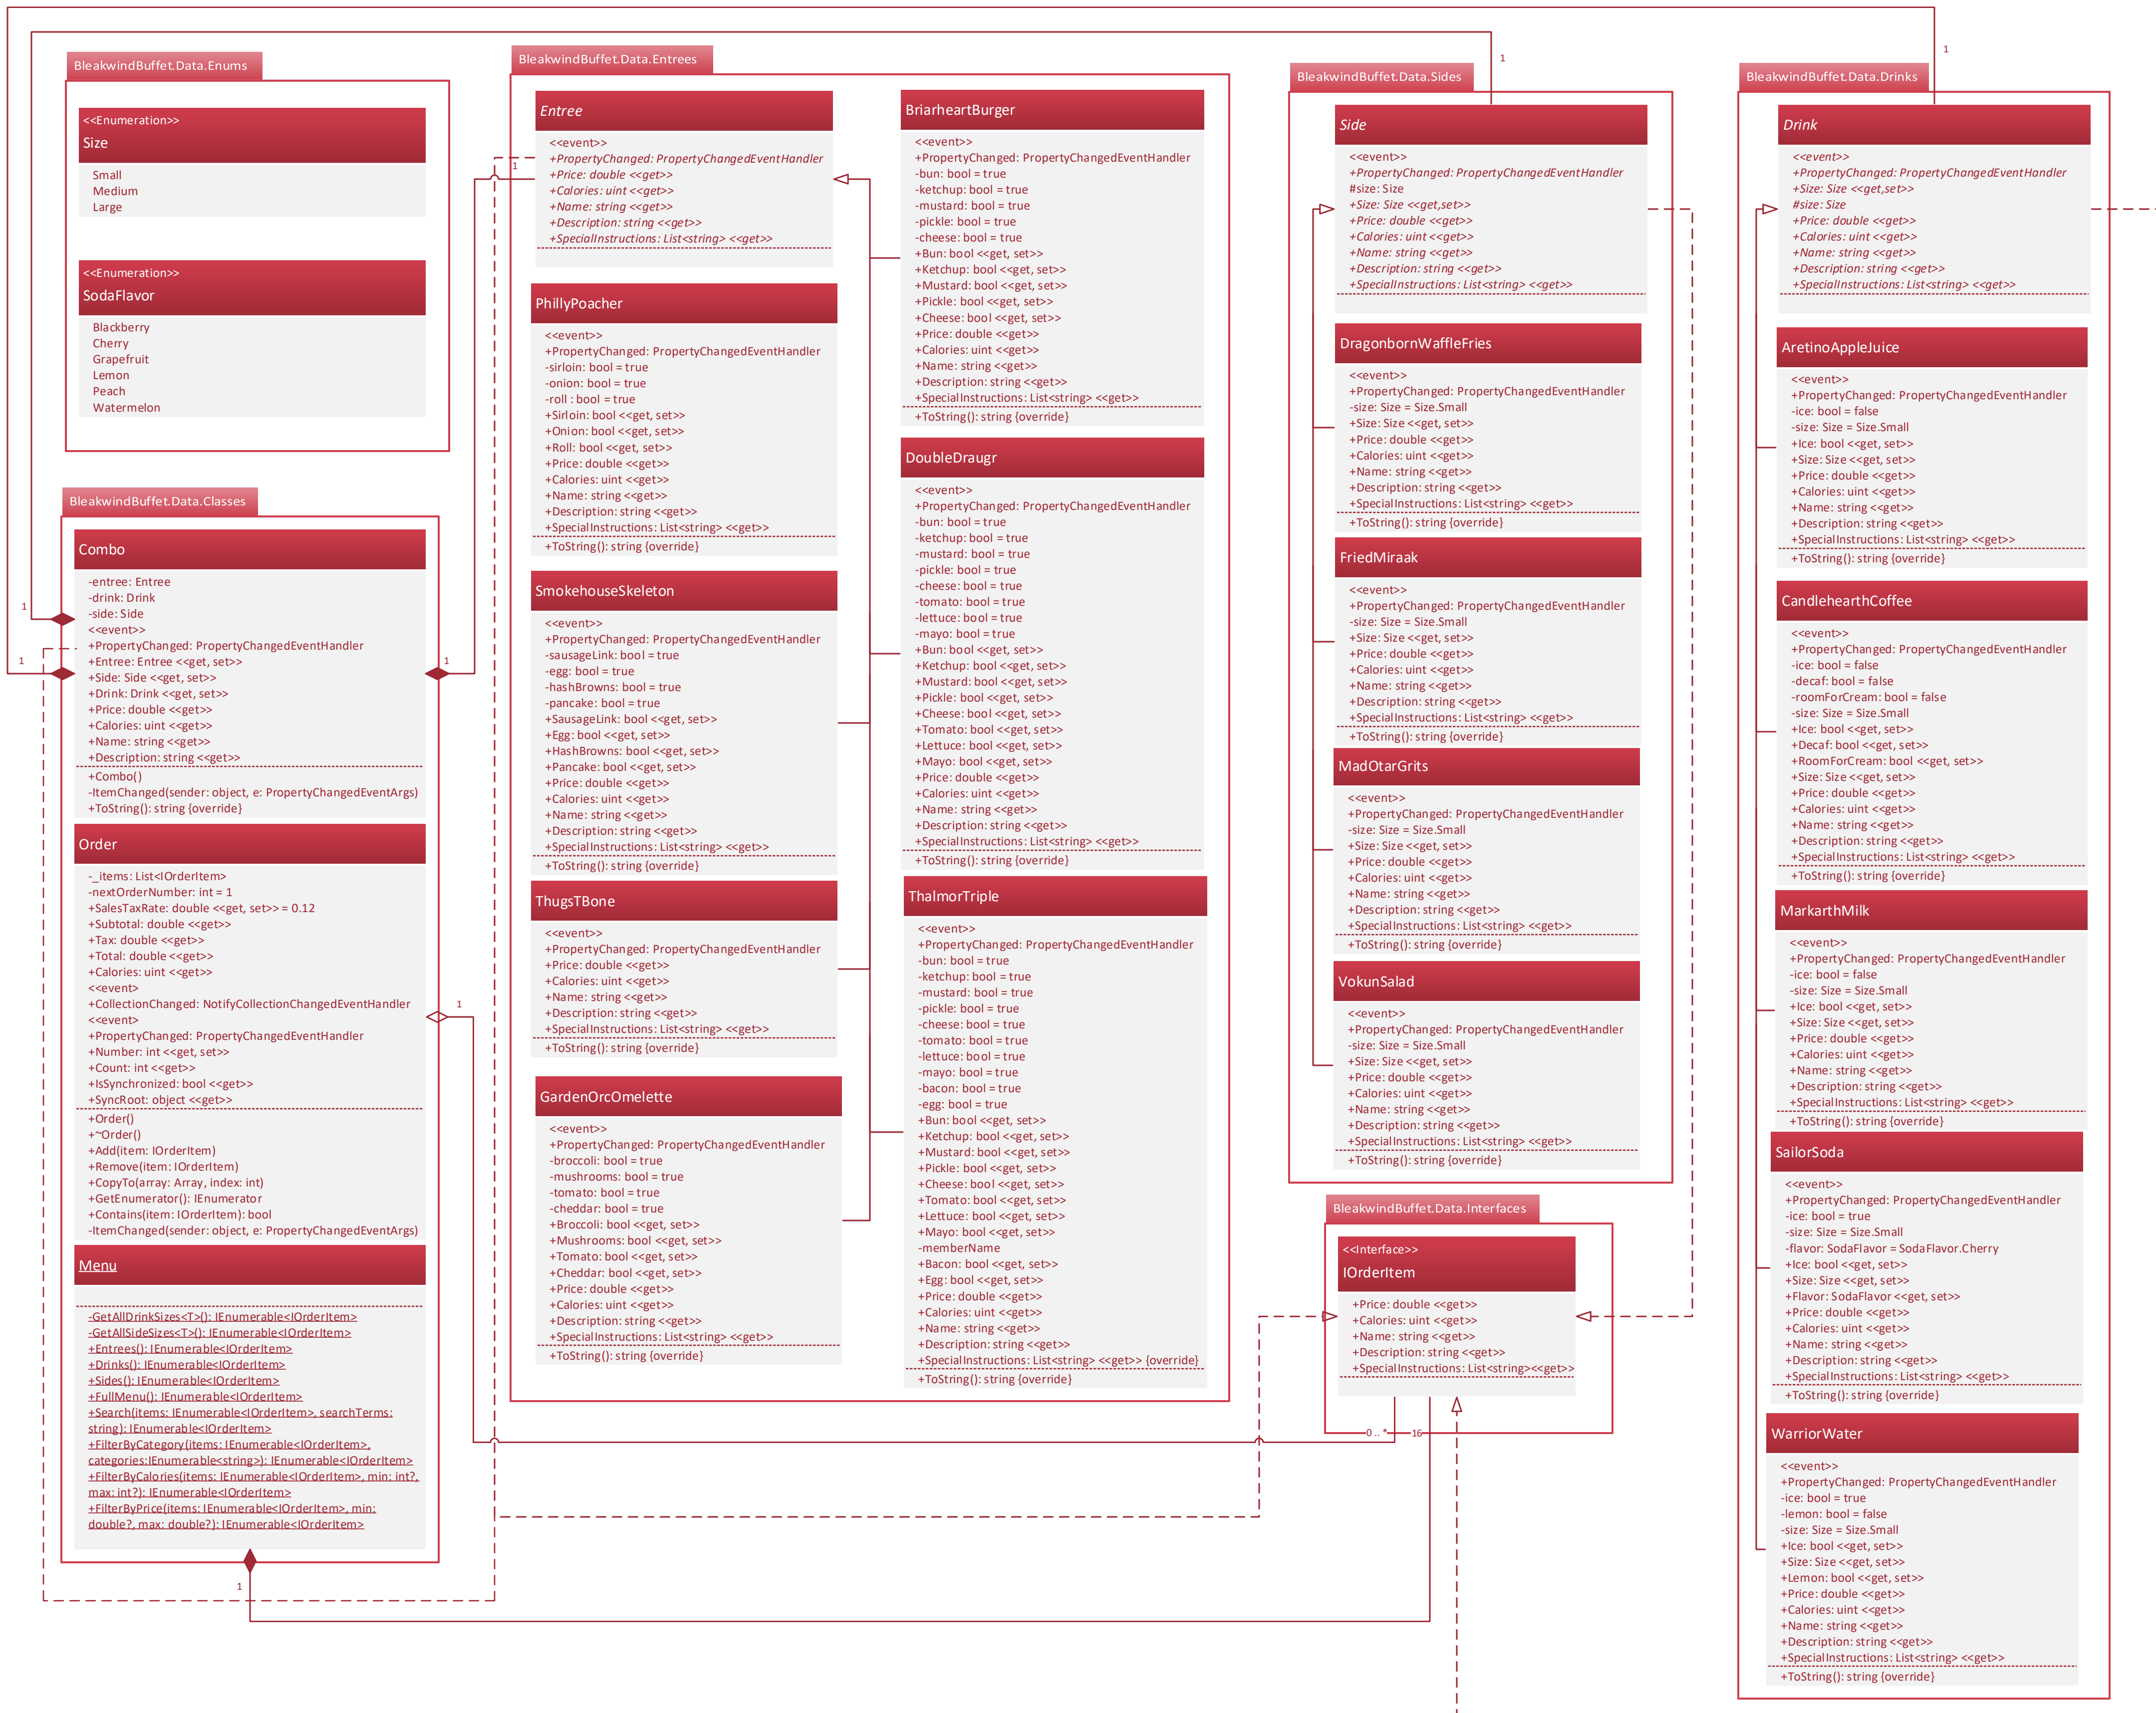 BleakwindBuffet.Data.Enums
<<Enumeration>>
Size
Small
Medium
Large
<<Enumeration>>
SodaFlavor
Blackberry
Cherry
Grapefruit
Lemon
Peach
Watermelon
BleakwindBuffet.Data.Classes
Combo
-entree: Entree
-drink: Drink
-side: Side
<<event>>
+PropertyChanged: PropertyChangedEventHandler
+Entree: Entree <<get, set>>
+Side: Side <<get, set>>
+Drink: Drink <<get, set>>
+Price: double <<get>>
+Calories: uint <<get>>
+Name: string <<get>>
+Description: string <<get>>
+Combo()
-ItemChanged(sender: object, e: PropertyChangedEventArgs)
+ToString(): string {override}
Order
-_items: List<IOrderItem>
-nextOrderNumber: int = 1
+SalesTaxRate: double <<get, set>> = 0.12
+Subtotal: double <<get>>
+Tax: double <<get>>
+Total: double <<get>>
+Calories: uint <<get>>
<<event>
+CollectionChanged: NotifyCollectionChangedEventHandler
<<event>
+PropertyChanged: PropertyChangedEventHandler
+Number: int <<get, set>>
+Count: int <<get>>
+IsSynchronized: bool <<get>>
+SyncRoot: object <<get>>
+Order()
+~Order()
+Add(item: IOrderItem)
+Remove(item: IOrderItem)
+CopyTo(array: Array, index: int)
+GetEnumerator(): IEnumerator
+Contains(item: IOrderItem): bool
-ItemChanged(sender: object, e: PropertyChangedEventArgs)
Menu
-GetAllDrinkSizes<T>(): IEnumerable<IOrderItem>
-GetAllSideSizes<T>(): IEnumerable<IOrderItem>
+Entrees(): IEnumerable<IOrderItem>
+Drinks(): IEnumerable<IOrderItem>
+Sides(): IEnumerable<IOrderItem>
+FullMenu(): IEnumerable<IOrderItem>
+Search(items: IEnumerable<IOrderItem>, searchTerms:
string): IEnumerable<IOrderItem>
+FilterByCategory(items: IEnumerable<IOrderItem>,
categories:IEnumerable<string>): IEnumerable<IOrderItem>
+FilterByCalories(items: IEnumerable<IOrderItem>, min: int?,
max: int?): IEnumerable<IOrderItem>
+FilterByPrice(items: IEnumerable<IOrderItem>, min:
double?, max: double?): IEnumerable<IOrderItem>
1
1
1
1
1
BleakwindBuffet.Data.Entrees
Entree
<<event>>
+PropertyChanged: PropertyChangedEventHandler
+Price: double <<get>>
+Calories: uint <<get>>
+Name: string <<get>>
+Description: string <<get>>
+SpecialInstructions: List<string> <<get>>
1
PhillyPoacher
<<event>>
+PropertyChanged: PropertyChangedEventHandler
-sirloin: bool = true
-onion: bool = true
-roll : bool = true
+Sirloin: bool <<get, set>>
+Onion: bool <<get, set>>
+Roll: bool <<get, set>>
+Price: double <<get>>
+Calories: uint <<get>>
+Name: string <<get>>
+Description: string <<get>>
+SpecialInstructions: List<string> <<get>>
+ToString(): string {override}
SmokehouseSkeleton
<<event>>
+PropertyChanged: PropertyChangedEventHandler
-sausageLink: bool = true
-egg: bool = true
-hashBrowns: bool = true
-pancake: bool = true
+SausageLink: bool <<get, set>>
+Egg: bool <<get, set>>
+HashBrowns: bool <<get, set>>
+Pancake: bool <<get, set>>
+Price: double <<get>>
+Calories: uint <<get>>
+Name: string <<get>>
+Description: string <<get>>
+SpecialInstructions: List<string> <<get>>
+ToString(): string {override}
ThugsTBone
<<event>>
+PropertyChanged: PropertyChangedEventHandler
+Price: double <<get>>
+Calories: uint <<get>>
+Name: string <<get>>
+Description: string <<get>>
+SpecialInstructions: List<string> <<get>>
+ToString(): string {override}
GardenOrcOmelette
<<event>>
+PropertyChanged: PropertyChangedEventHandler
-broccoli: bool = true
-mushrooms: bool = true
-tomato: bool = true
-cheddar: bool = true
+Broccoli: bool <<get, set>>
+Mushrooms: bool <<get, set>>
+Tomato: bool <<get, set>>
+Cheddar: bool <<get, set>>
+Price: double <<get>>
+Calories: uint <<get>>
+Description: string <<get>>
+SpecialInstructions: List<string> <<get>>
+ToString(): string {override}
BriarheartBurger
<<event>>
+PropertyChanged: PropertyChangedEventHandler
-bun: bool = true
-ketchup: bool = true
-mustard: bool = true
-pickle: bool = true
-cheese: bool = true
+Bun: bool <<get, set>>
+Ketchup: bool <<get, set>>
+Mustard: bool <<get, set>>
+Pickle: bool <<get, set>>
+Cheese: bool <<get, set>>
+Price: double <<get>>
+Calories: uint <<get>>
+Name: string <<get>>
+Description: string <<get>>
+SpecialInstructions: List<string> <<get>>
+ToString(): string {override}
DoubleDraugr
<<event>>
+PropertyChanged: PropertyChangedEventHandler
-bun: bool = true
-ketchup: bool = true
-mustard: bool = true
-pickle: bool = true
-cheese: bool = true
-tomato: bool = true
-lettuce: bool = true
-mayo: bool = true
+Bun: bool <<get, set>>
+Ketchup: bool <<get, set>>
+Mustard: bool <<get, set>>
+Pickle: bool <<get, set>>
+Cheese: bool <<get, set>>
+Tomato: bool <<get, set>>
+Lettuce: bool <<get, set>>
+Mayo: bool <<get, set>>
+Price: double <<get>>
+Calories: uint <<get>>
+Name: string <<get>>
+Description: string <<get>>
+SpecialInstructions: List<string> <<get>>
+ToString(): string {override}
ThalmorTriple
<<event>>
+PropertyChanged: PropertyChangedEventHandler
-bun: bool = true
-ketchup: bool = true
-mustard: bool = true
-pickle: bool = true
-cheese: bool = true
-tomato: bool = true
-lettuce: bool = true
-mayo: bool = true
-bacon: bool = true
-egg: bool = true
+Bun: bool <<get, set>>
+Ketchup: bool <<get, set>>
+Mustard: bool <<get, set>>
+Pickle: bool <<get, set>>
+Cheese: bool <<get, set>>
+Tomato: bool <<get, set>>
+Lettuce: bool <<get, set>>
+Mayo: bool <<get, set>>
-memberName
+Bacon: bool <<get, set>>
+Egg: bool <<get, set>>
+Price: double <<get>>
+Calories: uint <<get>>
+Name: string <<get>>
+Description: string <<get>>
+SpecialInstructions: List<string> <<get>> {override}
+ToString(): string {override}
BleakwindBuffet.Data.Sides
1
Side
<<event>>
+PropertyChanged: PropertyChangedEventHandler
#size: Size
+Size: Size <<get,set>>
+Price: double <<get>>
+Calories: uint <<get>>
+Name: string <<get>>
+Description: string <<get>>
+SpecialInstructions: List<string> <<get>>
DragonbornWaffleFries
<<event>>
+PropertyChanged: PropertyChangedEventHandler
-size: Size = Size.Small
+Size: Size <<get, set>>
+Price: double <<get>>
+Calories: uint <<get>>
+Name: string <<get>>
+Description: string <<get>>
+SpecialInstructions: List<string> <<get>>
+ToString(): string {override}
FriedMiraak
<<event>>
+PropertyChanged: PropertyChangedEventHandler
-size: Size = Size.Small
+Size: Size <<get, set>>
+Price: double <<get>>
+Calories: uint <<get>>
+Name: string <<get>>
+Description: string <<get>>
+SpecialInstructions: List<string> <<get>>
+ToString(): string {override}
MadOtarGrits
<<event>>
+PropertyChanged: PropertyChangedEventHandler
-size: Size = Size.Small
+Size: Size <<get, set>>
+Price: double <<get>>
+Calories: uint <<get>>
+Name: string <<get>>
+Description: string <<get>>
+SpecialInstructions: List<string> <<get>>
+ToString(): string {override}
VokunSalad
<<event>>
+PropertyChanged: PropertyChangedEventHandler
-size: Size = Size.Small
+Size: Size <<get, set>>
+Price: double <<get>>
+Calories: uint <<get>>
+Name: string <<get>>
+Description: string <<get>>
+SpecialInstructions: List<string> <<get>>
+ToString(): string {override}
BleakwindBuffet.Data.Interfaces
<<Interface>>
IOrderItem
+Price: double <<get>>
+Calories: uint <<get>>
+Name: string <<get>>
+Description: string <<get>>
+SpecialInstructions: List<string><<get>>
0 .. *
16
BleakwindBuffet.Data.Drinks
1
Drink
<<event>>
+PropertyChanged: PropertyChangedEventHandler
+Size: Size <<get,set>>
#size: Size
+Price: double <<get>>
+Calories: uint <<get>>
+Name: string <<get>>
+Description: string <<get>>
+SpecialInstructions: List<string> <<get>>
AretinoAppleJuice
<<event>>
+PropertyChanged: PropertyChangedEventHandler
-ice: bool = false
-size: Size = Size.Small
+Ice: bool <<get, set>>
+Size: Size <<get, set>>
+Price: double <<get>>
+Calories: uint <<get>>
+Name: string <<get>>
+Description: string <<get>>
+SpecialInstructions: List<string> <<get>>
+ToString(): string {override}
CandlehearthCoffee
<<event>>
+PropertyChanged: PropertyChangedEventHandler
-ice: bool = false
-decaf: bool = false
-roomForCream: bool = false
-size: Size = Size.Small
+Ice: bool <<get, set>>
+Decaf: bool <<get, set>>
+RoomForCream: bool <<get, set>>
+Size: Size <<get, set>>
+Price: double <<get>>
+Calories: uint <<get>>
+Name: string <<get>>
+Description: string <<get>>
+SpecialInstructions: List<string> <<get>>
+ToString(): string {override}
MarkarthMilk
<<event>>
+PropertyChanged: PropertyChangedEventHandler
-ice: bool = false
-size: Size = Size.Small
+Ice: bool <<get, set>>
+Size: Size <<get, set>>
+Price: double <<get>>
+Calories: uint <<get>>
+Name: string <<get>>
+Description: string <<get>>
+SpecialInstructions: List<string> <<get>>
+ToString(): string {override}
SailorSoda
<<event>>
+PropertyChanged: PropertyChangedEventHandler
-ice: bool = true
-size: Size = Size.Small
-flavor: SodaFlavor = SodaFlavor.Cherry
+Ice: bool <<get, set>>
+Size: Size <<get, set>>
+Flavor: SodaFlavor <<get, set>>
+Price: double <<get>>
+Calories: uint <<get>>
+Name: string <<get>>
+Description: string <<get>>
+SpecialInstructions: List<string> <<get>>
+ToString(): string {override}
WarriorWater
<<event>>
+PropertyChanged: PropertyChangedEventHandler
-ice: bool = true
-lemon: bool = false
-size: Size = Size.Small
+Ice: bool <<get, set>>
+Size: Size <<get, set>>
+Lemon: bool <<get, set>>
+Price: double <<get>>
+Calories: uint <<get>>
+Name: string <<get>>
+Description: string <<get>>
+SpecialInstructions: List<string> <<get>>
+ToString(): string {override}